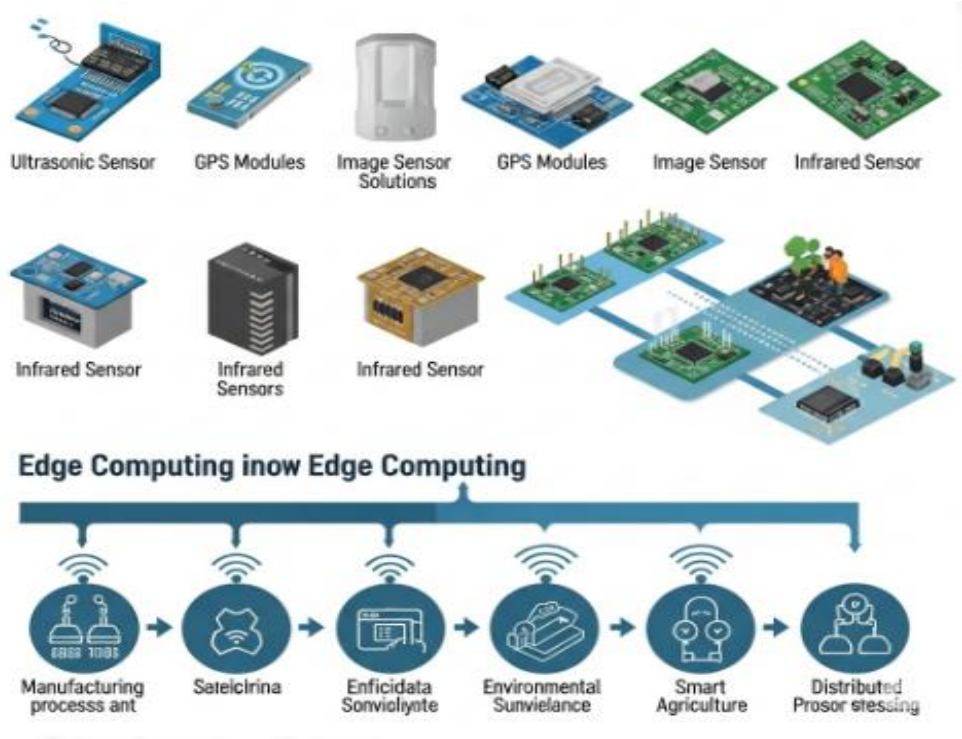 Ultrasonic Sensor
GPS Modules
Image Sensor
Solutions
GPS Modules
Image Sensor
Infrared Sensor
Infrared Sensor
Infrared
Sensors
Infrared Sensor
Edge Computing inow Edge Computing
Manufacturing
processs ant
Sateiclrina
Enficidata
Sonvioliyate
Environmental
Sunvielance
Smart
Agriculture
Distributed
Prosor stessing